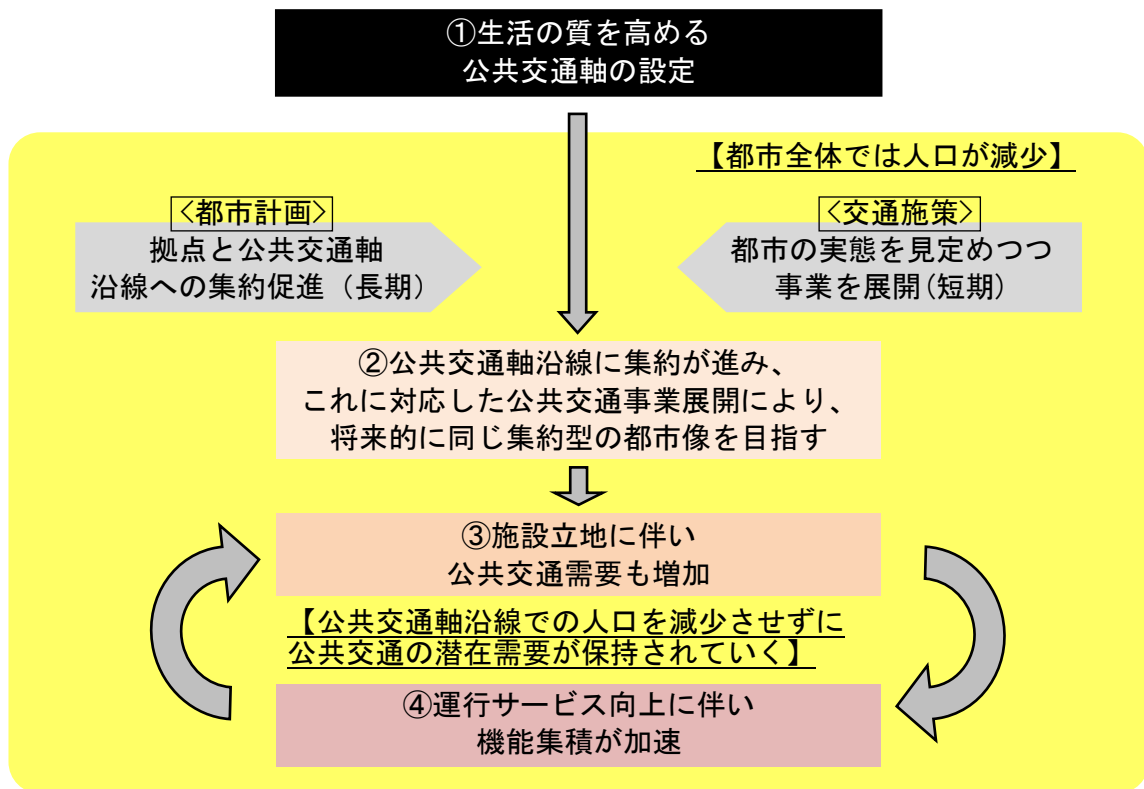 ①生活の質を高める
公共交通軸の設定
【都市全体では人口が減少】
<都市計画>
拠点と公共交通軸
沿線への集約促進（長期）
<交通施策>
都市の実態を見定めつつ
事業を展開(短期)
②公共交通軸沿線に集約が進み、
これに対応した公共交通事業展開により、
将来的に同じ集約型の都市像を目指す
③施設立地に伴い
公共交通需要も増加
【公共交通軸沿線での人口を減少させずに
公共交通の潜在需要が保持されていく】
④運行サービス向上に伴い
機能集積が加速